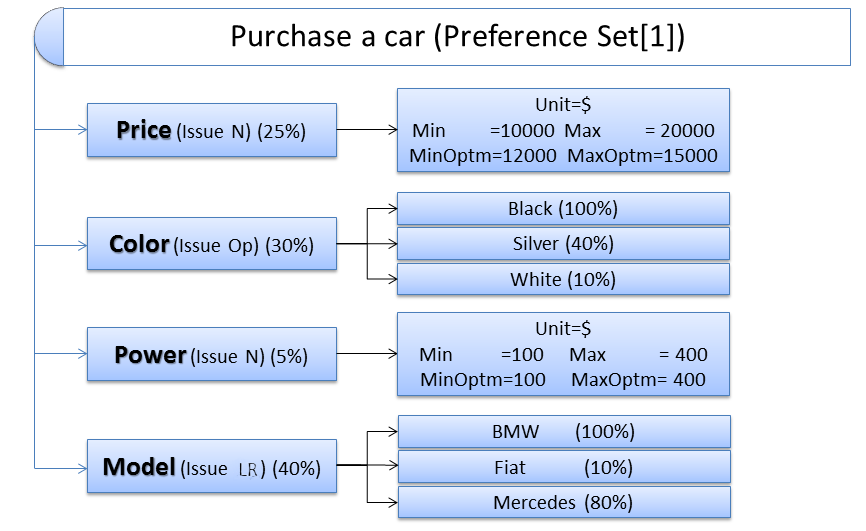 Purchase a car (Preference Set[1])
Price (Issue N) (25%)
Unit=$
Min =10000 Max = 20000
MinOptm=12000 MaxOptm=15000
Color (Issue Op) (30%)
Black (100%)
Silver (40%)
White (10%)
Power (Issue N) (5%)
Unit=$
Min =100 Max = 400
MinOptm=100 MaxOptm= 400
Model (Issue LR) (40%)
BMW (100%)
Fiat (10%)
Mercedes (80%)